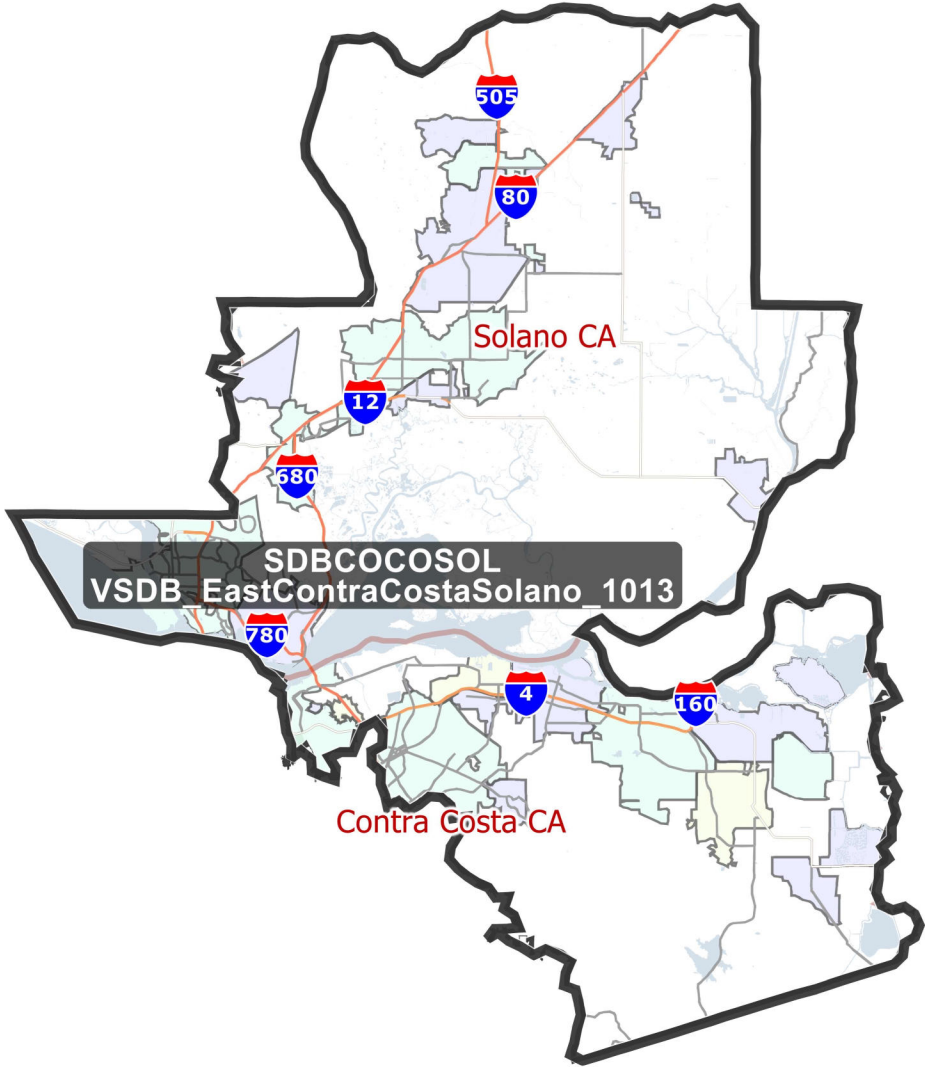 505
80
Solano CA
12
680
SDBCOCOSOL
VSDB_EastContraCostaSolano_1013
780
4
160
Contra Costa CA